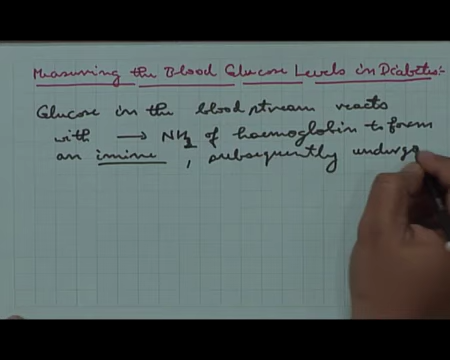 Measuring the Blood Glucose Levels in Diabetes:-
Glucose in the blood stream reacts
with → NH2 of haemoglobin to form
an imine, subsequently undergo